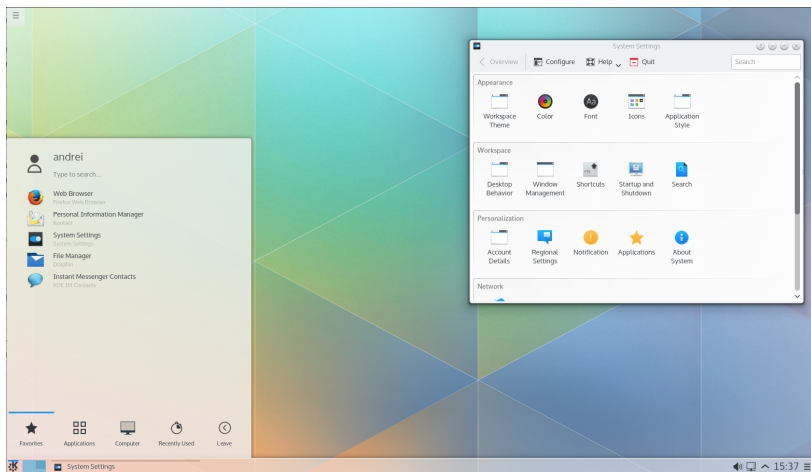 System Settings
Overview Configure Help Quit Search
Appearance
Workspace Theme
Color
Font
Icons
Application Style
Workspace
Desktop Behavior
Window Management
Shortcuts
Startup and Shutdown
Search
Personalization
Account Details
Regional Settings
Notification
Applications
About System
Network
andrei
Type to search...
Web Browser
Firefox Web Browser
Personal Information Manager
Kontact
System Settings
System Settings
File Manager
Dolphin
Instant Messenger Contacts
KDE IM Contacts
Favorites Applications Computer Recently Used Leave
System Settings 15:37